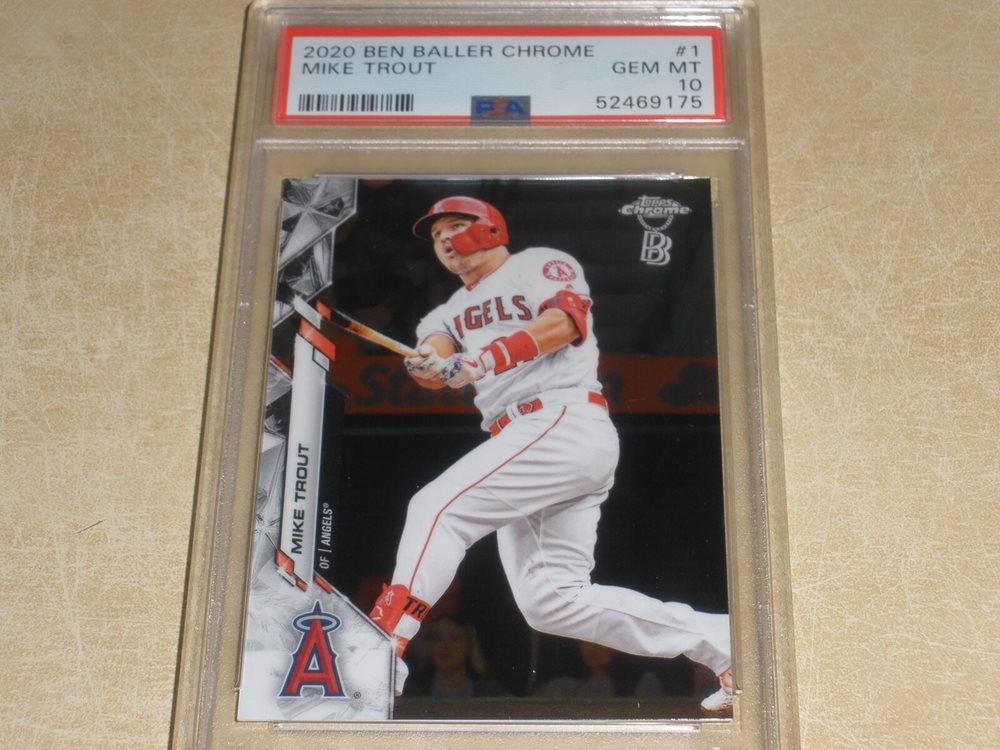 2020 BEN BALLER CHROME #1
MIKE TROUT GEM MT
10
PSA 52469175
TOPPS
Chrome
BB
ANGELS
MIKE TROUT
OF | ANGELS®
TR
A®